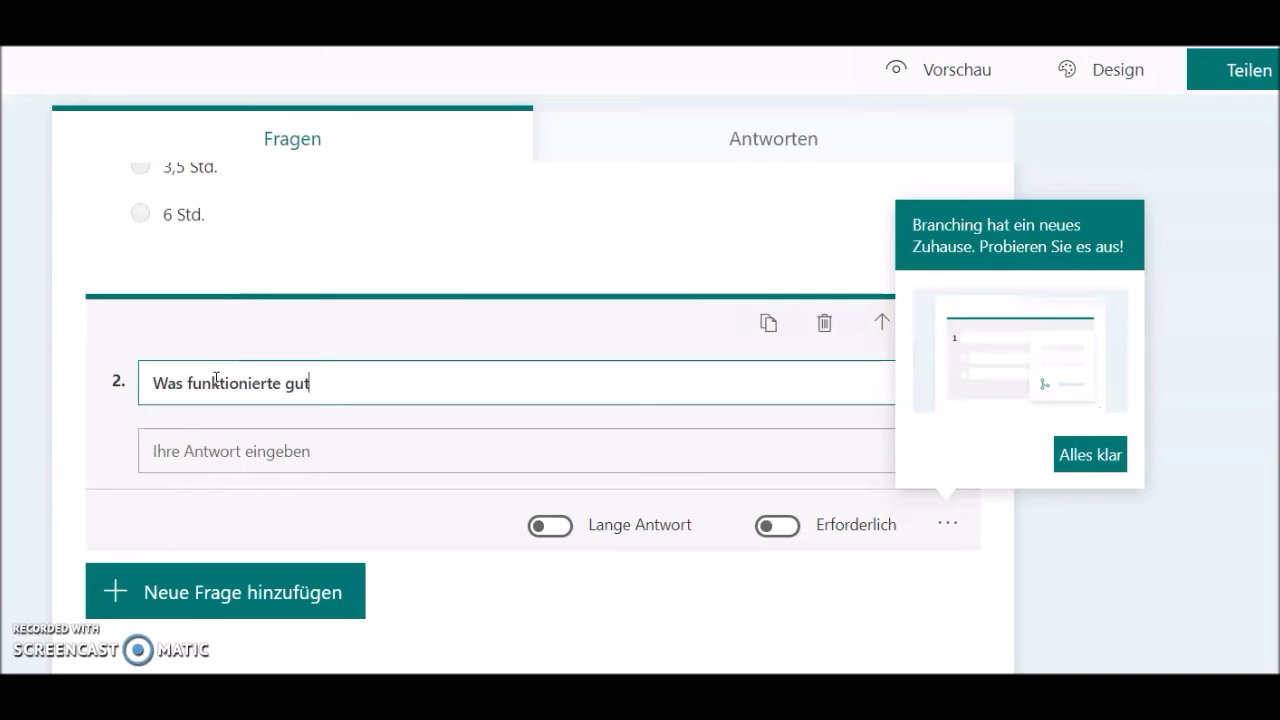 Vorschau
Design
Teilen
Fragen
Antworten
3,5 Std.
6 Std.
Branching hat ein neues
Zuhause. Probieren Sie es aus!
1
2.
Was funktionierte gut
Ihre Antwort eingeben
Alles klar
Lange Antwort
Erforderlich
Neue Frage hinzufügen
RECORDED WITH
SCREENCAST MATIC